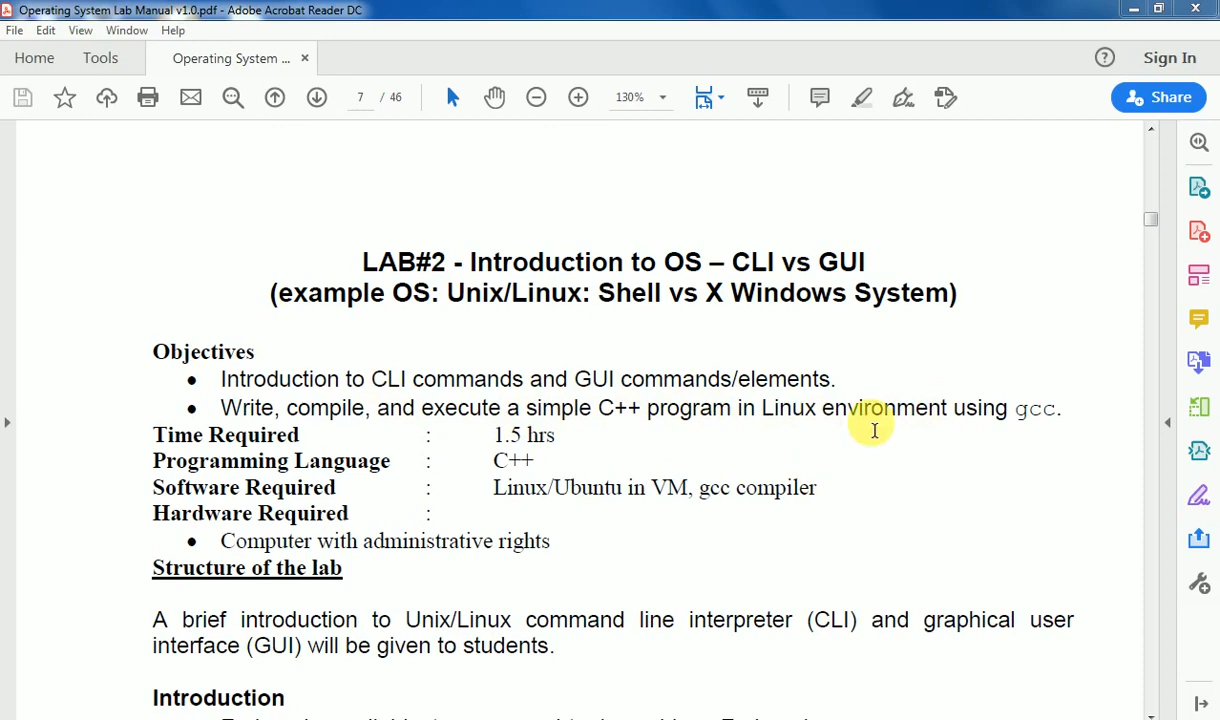 Operating System Lab Manual v1.0.pdf - Adobe Acrobat Reader DC
File Edit View Window Help
Home Tools Operating System ... × Sign In
7 / 46 130% Share
LAB#2 - Introduction to OS – CLI vs GUI
(example OS: Unix/Linux: Shell vs X Windows System)
Objectives
• Introduction to CLI commands and GUI commands/elements.
• Write, compile, and execute a simple C++ program in Linux environment using gcc.
Time Required : 1.5 hrs
Programming Language : C++
Software Required : Linux/Ubuntu in VM, gcc compiler
Hardware Required :
• Computer with administrative rights
Structure of the lab
A brief introduction to Unix/Linux command line interpreter (CLI) and graphical user
interface (GUI) will be given to students.
Introduction